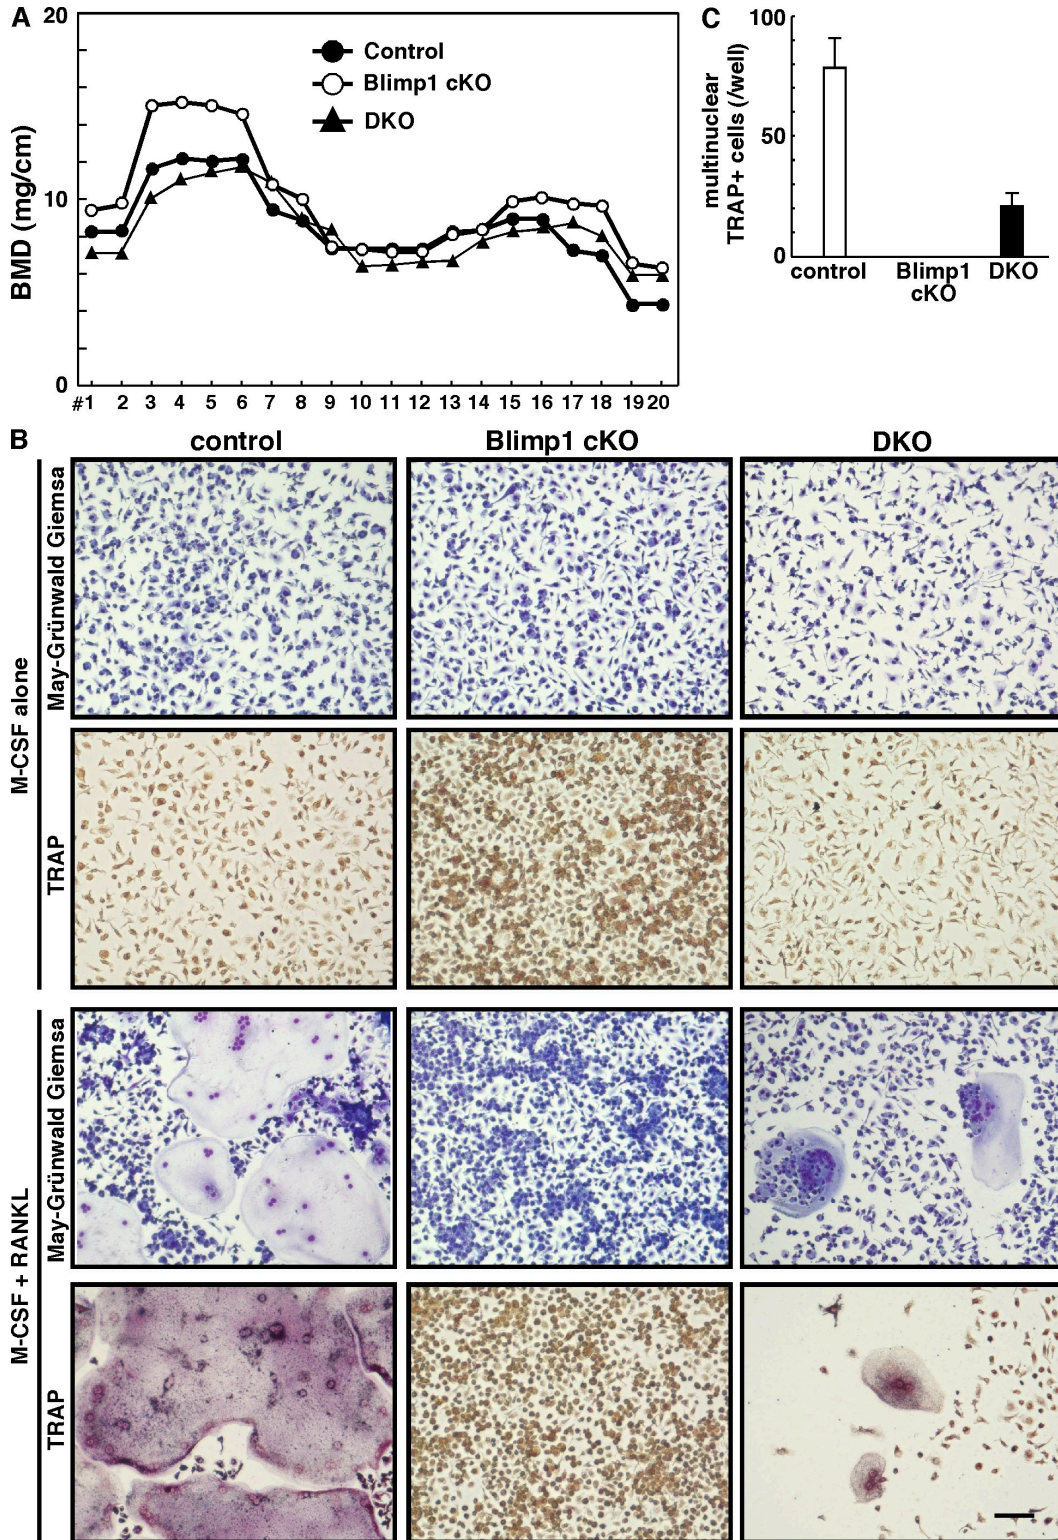 A
20
10
0
BMD (mg/cm)
Control
Blimp1 cKO
DKO
#1 2 3 4 5 6 7 8 9 10 11 12 13 14 15 16 17 18 19 20
C
100
50
0
multinuclear
TRAP+ cells (/well)
control
Blimp1
cKO
DKO
B
control
Blimp1 cKO
DKO
M-CSF alone
May-Grünwald Giemsa
TRAP
M-CSF + RANKL
May-Grünwald Giemsa
TRAP